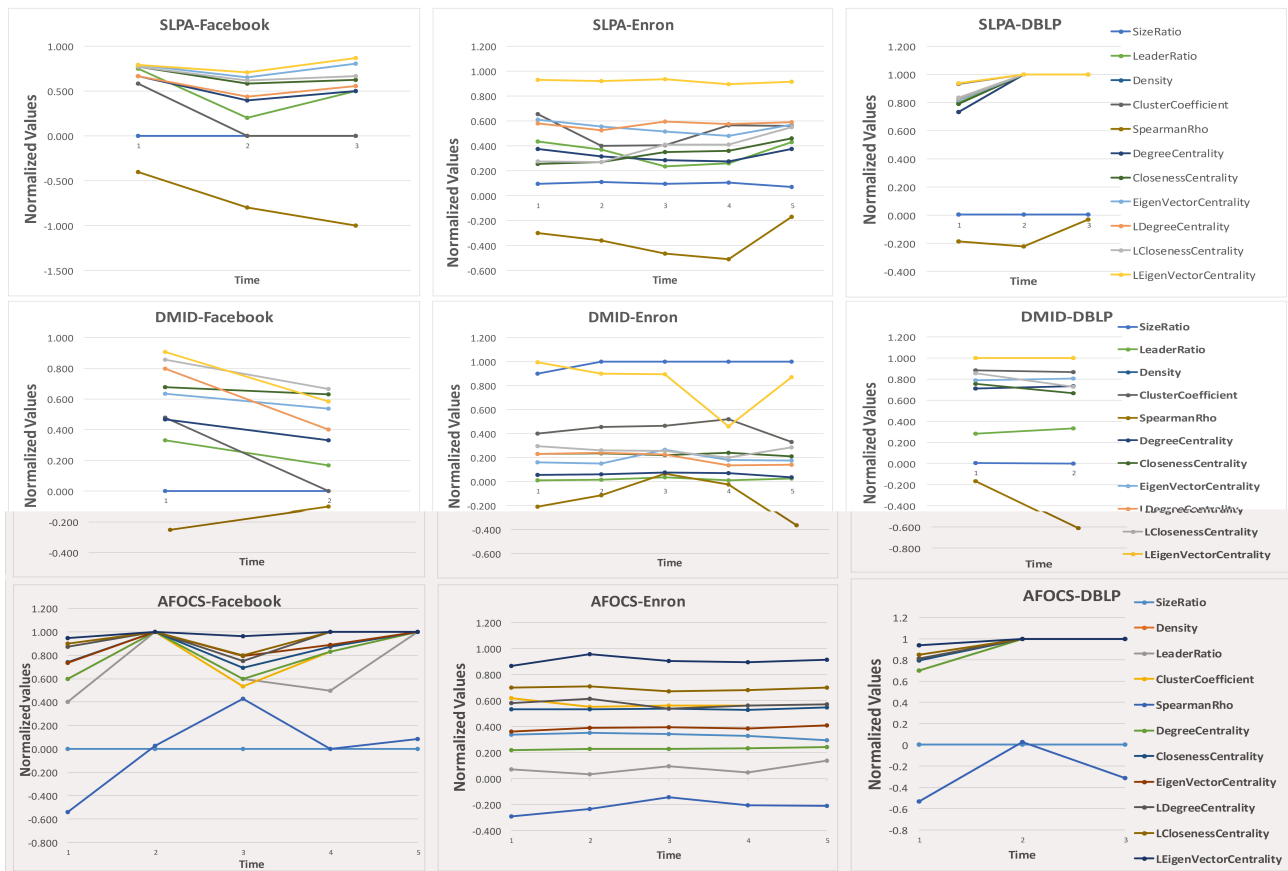 SLPA-Facebook
1.000
0.500
0.000
-0.500
-1.000
-1.500
1 2 3
Normalized Values
Time
SLPA-Enron
1.200
1.000
0.800
0.600
0.400
0.200
0.000
-0.200
-0.400
-0.600
1 2 3 4 5
Normalized Values
Time
SLPA-DBLP
1.200
1.000
0.800
0.600
0.400
0.200
0.000
-0.200
-0.400
1 2 3
Normalized Values
Time
SizeRatio
LeaderRatio
Density
ClusterCoefficient
SpearmanRho
DegreeCentrality
ClosenessCentrality
EigenVectorCentrality
LDegreeCentrality
LClosenessCentrality
LEigenVectorCentrality
DMID-Facebook
1.000
0.800
0.600
0.400
0.200
0.000
-0.200
-0.400
1 2
Normalized Values
Time
DMID-Enron
1.200
1.000
0.800
0.600
0.400
0.200
0.000
-0.200
-0.400
-0.600
1 2 3 4 5
Normalized Values
Time
DMID-DBLP
1.200
1.000
0.800
0.600
0.400
0.200
0.000
-0.200
-0.400
-0.600
-0.800
1 2
Normalized Values
Time
SizeRatio
LeaderRatio
Density
ClusterCoefficient
SpearmanRho
DegreeCentrality
ClosenessCentrality
EigenVectorCentrality
LDegreeCentrality
LClosenessCentrality
LEigenVectorCentrality
AFOCS-Facebook
1.200
1.000
0.800
0.600
0.400
0.200
0.000
-0.200
-0.400
-0.600
-0.800
1 2 3 4 5
Normalized Values
Time
AFOCS-Enron
1.200
1.000
0.800
0.600
0.400
0.200
0.000
-0.200
-0.400
1 2 3 4 5
Normalized Values
Time
AFOCS-DBLP
1.2
1
0.8
0.6
0.4
0.2
0
-0.2
-0.4
-0.6
-0.8
1 2 3
Normalized Values
Time
SizeRatio
Density
LeaderRatio
ClusterCoefficient
SpearmanRho
DegreeCentrality
ClosenessCentrality
EigenVectorCentrality
LDegreeCentrality
LClosenessCentrality
LEigenVectorCentrality